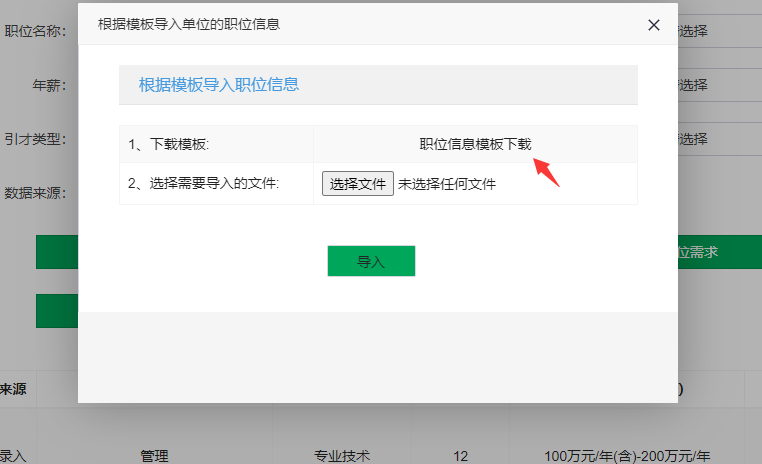 根据模板导入单位的职位信息
职位名称:
选择
根据模板导入职位信息
年薪:
选择
引才类型:
选择
1、下载模板:
职位信息模板下载
2、选择需要导入的文件:
选择文件 未选择任何文件
数据来源:
位需求
导入
来源
)
录入
管理
专业技术
12
100万元/年(含)-200万元/年